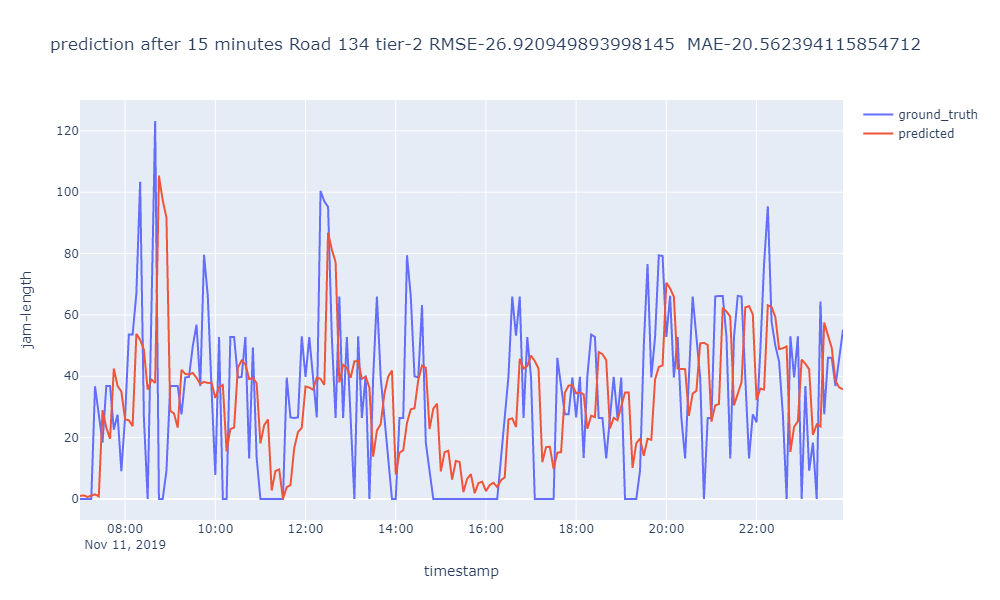 prediction after 15 minutes Road 134 tier-2 RMSE-26.920949893998145  MAE-20.562394115854712
ground_truth
predicted
120
100
80
60
40
20
0
jam-length
08:00 10:00 12:00 14:00 16:00 18:00 20:00 22:00
Nov 11, 2019
timestamp